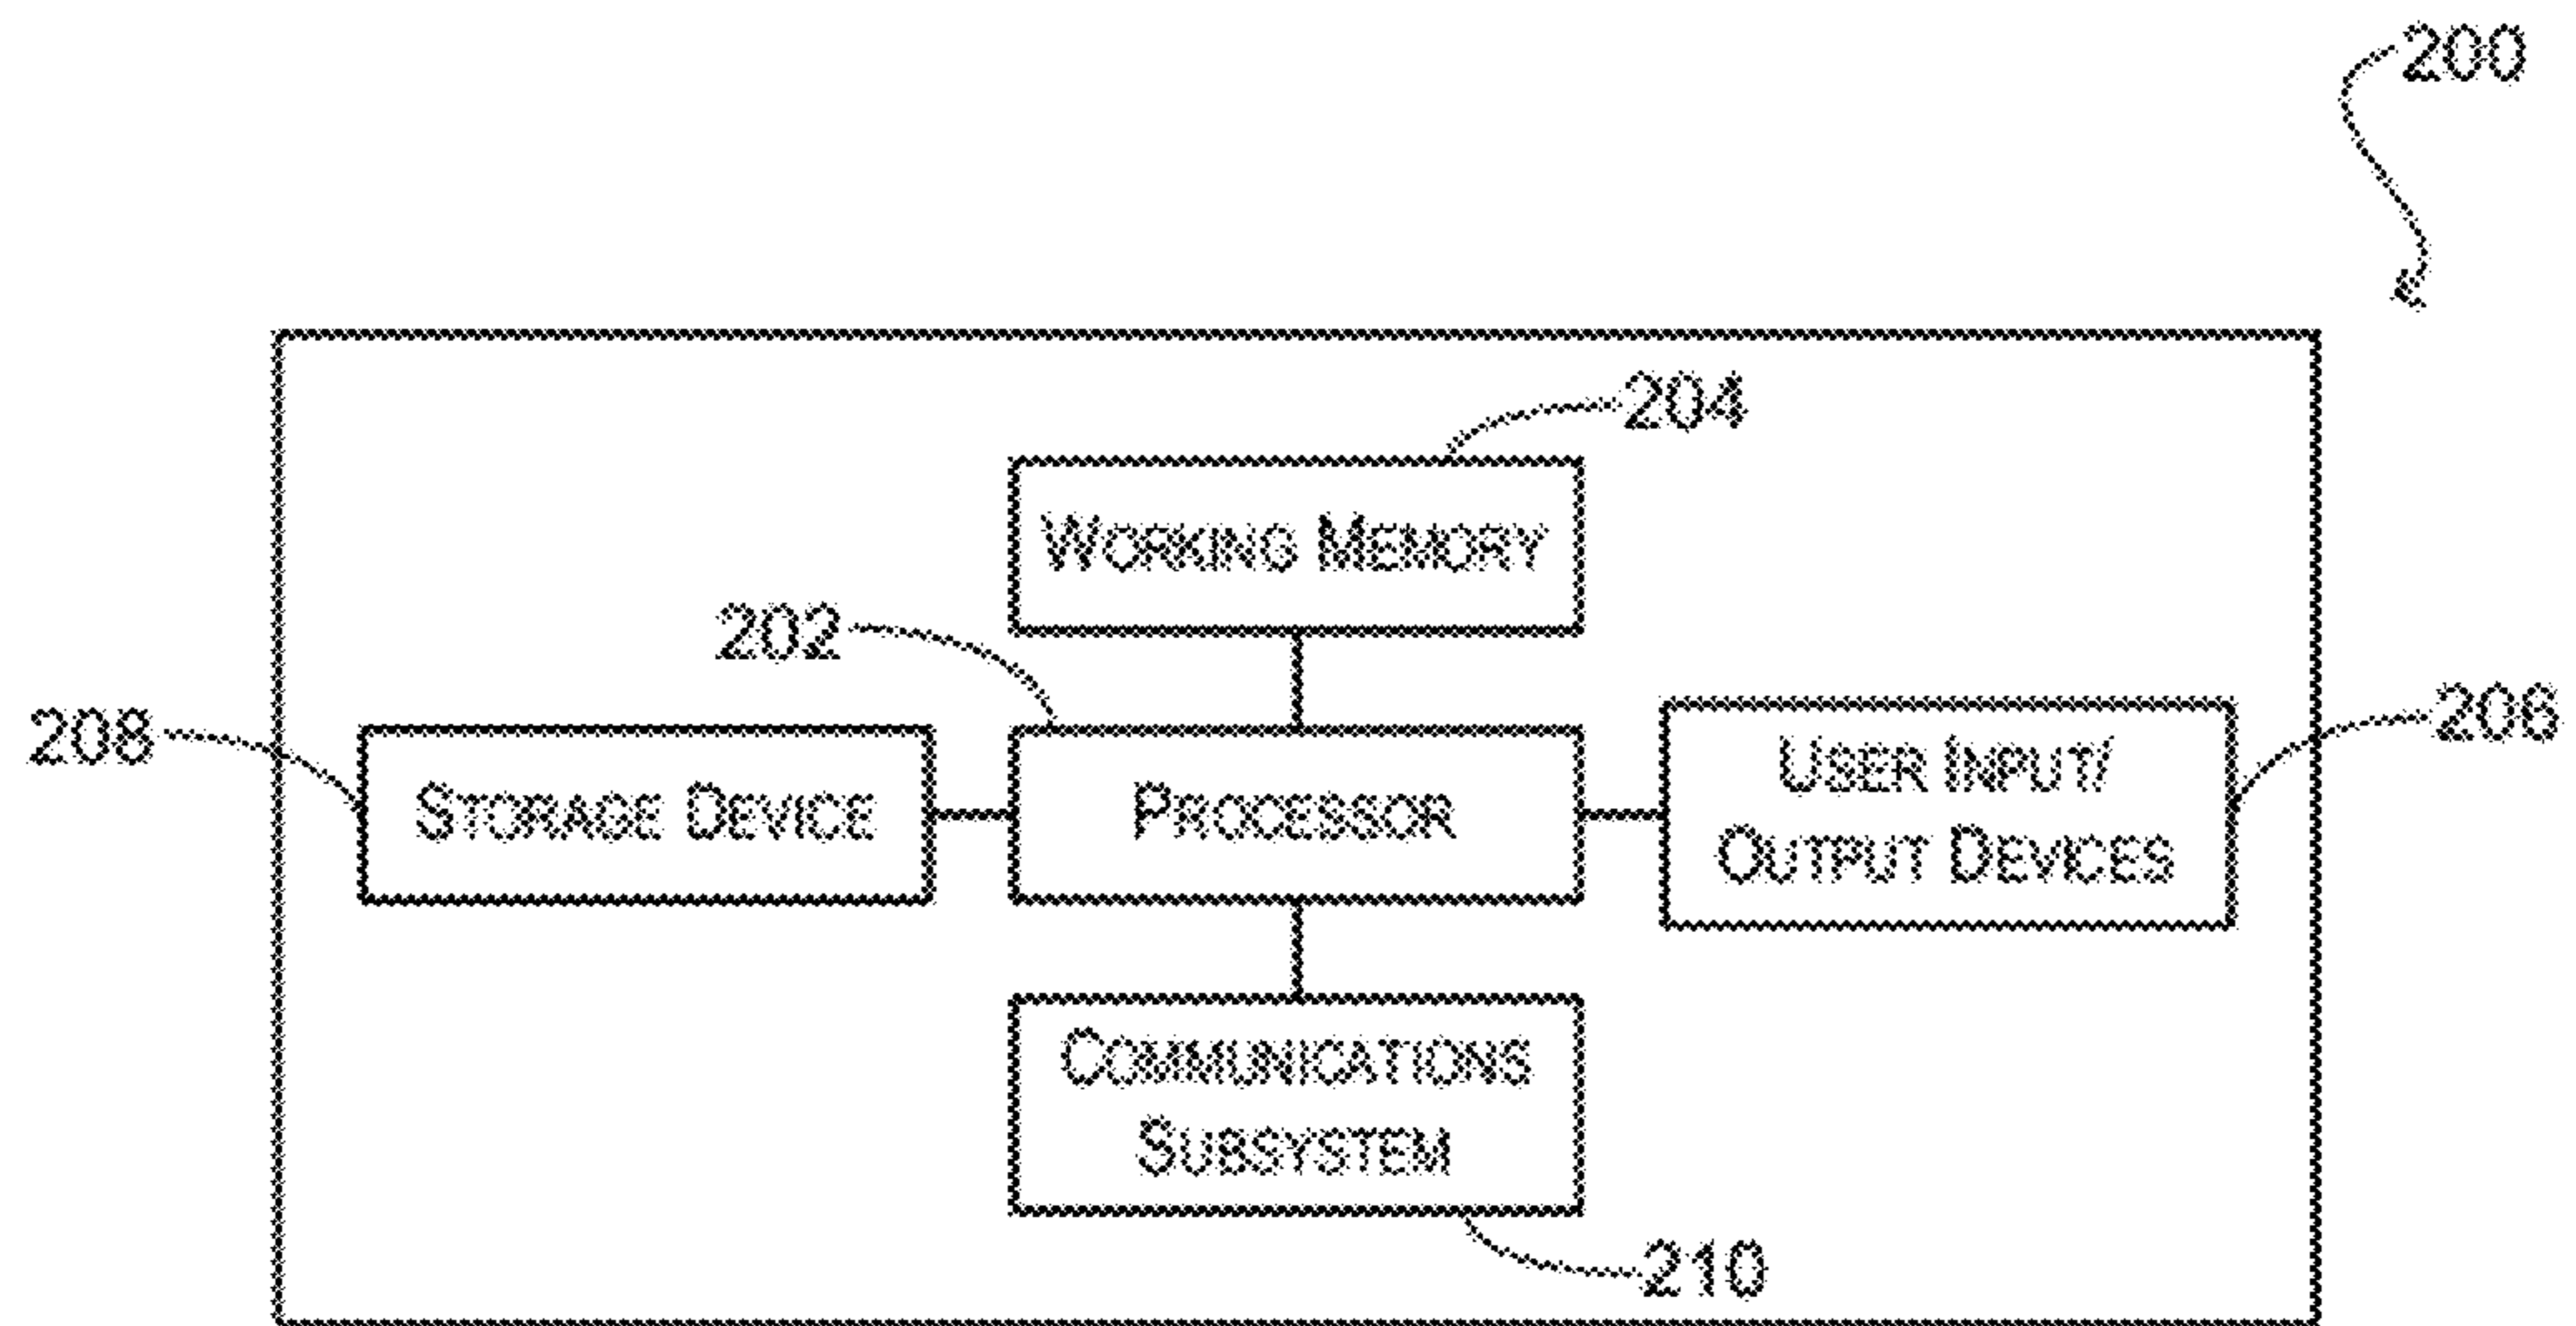 200
204
WORKING MEMORY
202
208
206
STORAGE DEVICE
PROCESSOR
USER INPUT/
OUTPUT DEVICES
COMMUNICATIONS
SUBSYSTEM
210